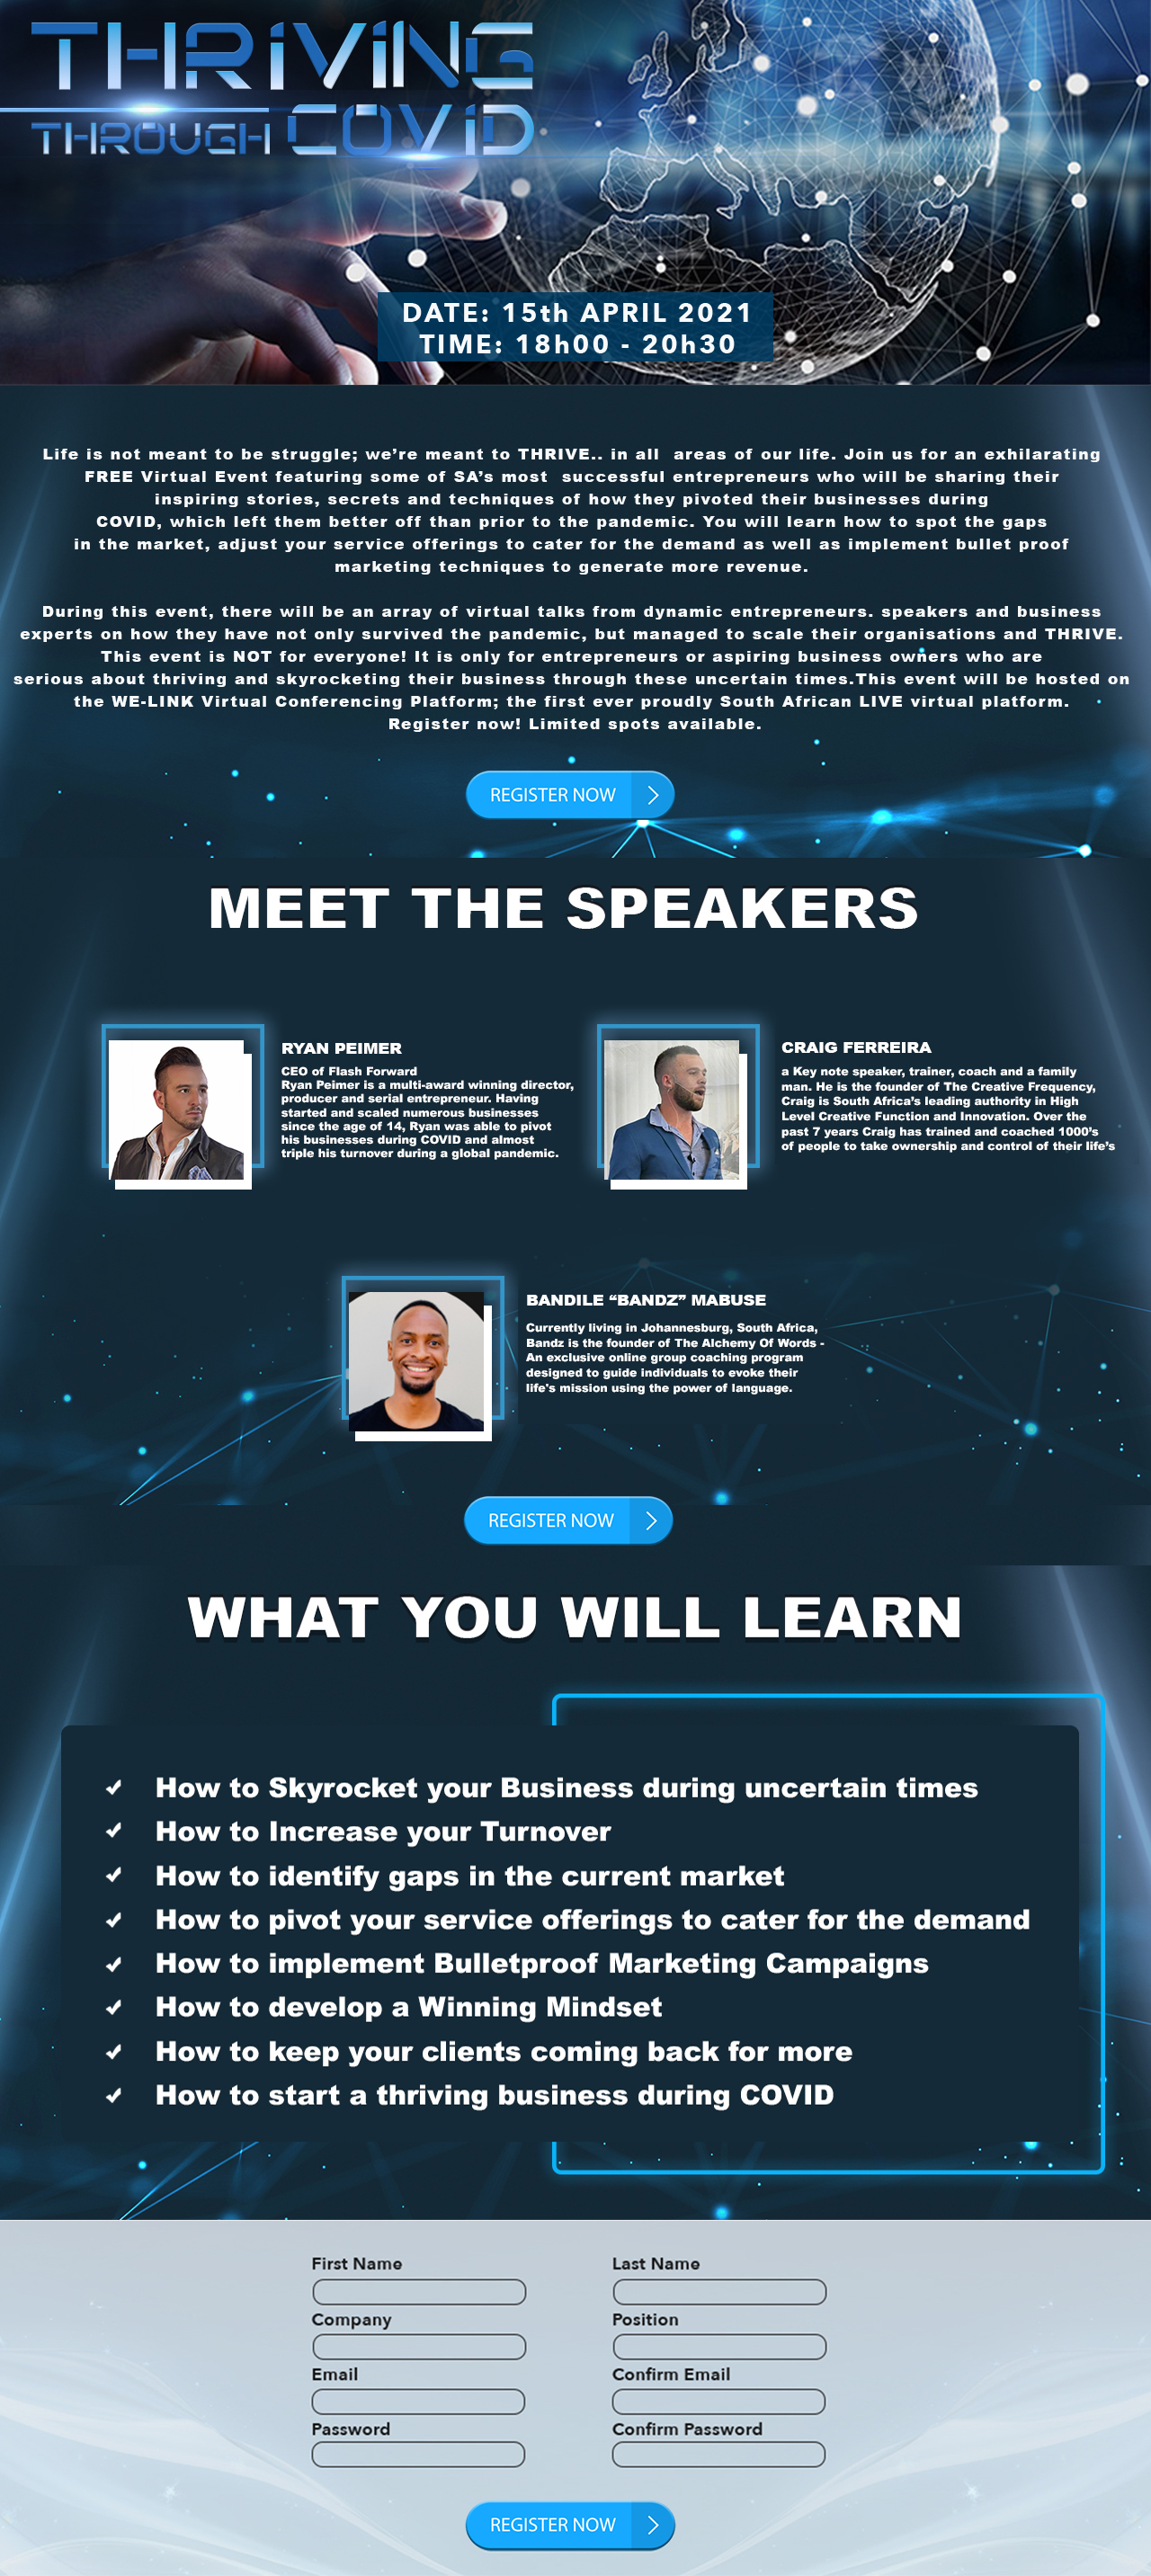 THRIVING
THROUGH COVID
DATE: 15th APRIL 2021
TIME: 18h00 - 20h30
Life is not meant to be struggle; we’re meant to THRIVE.. in all areas of our life. Join us for an exhilarating
FREE Virtual Event featuring some of SA’s most successful entrepreneurs who will be sharing their
inspiring stories, secrets and techniques of how they pivoted their businesses during
COVID, which left them better off than prior to the pandemic. You will learn how to spot the gaps
in the market, adjust your service offerings to cater for the demand as well as implement bullet proof
marketing techniques to generate more revenue.
During this event, there will be an array of virtual talks from dynamic entrepreneurs. speakers and business
experts on how they have not only survived the pandemic, but managed to scale their organisations and THRIVE.
This event is NOT for everyone! It is only for entrepreneurs or aspiring business owners who are
serious about thriving and skyrocketing their business through these uncertain times.This event will be hosted on
the WE-LINK Virtual Conferencing Platform; the first ever proudly South African LIVE virtual platform.
Register now! Limited spots available.
REGISTER NOW
MEET THE SPEAKERS
RYAN PEIMER
CEO of Flash Forward
Ryan Peimer is a multi-award winning director,
producer and serial entrepreneur. Having
started and scaled numerous businesses
since the age of 14, Ryan was able to pivot
his businesses during COVID and almost
triple his turnover during a global pandemic.
CRAIG FERREIRA
a Key note speaker, trainer, coach and a family
man. He is the founder of The Creative Frequency,
Craig is South Africa’s leading authority in High
Level Creative Function and Innovation. Over the
past 7 years Craig has trained and coached 1000’s
of people to take ownership and control of their life’s
BANDILE “BANDZ” MABUSE
Currently living in Johannesburg, South Africa,
Bandz is the founder of The Alchemy Of Words -
An exclusive online group coaching program
designed to guide individuals to evoke their
life's mission using the power of language.
REGISTER NOW
WHAT YOU WILL LEARN
How to Skyrocket your Business during uncertain times
How to Increase your Turnover
How to identify gaps in the current market
How to pivot your service offerings to cater for the demand
How to implement Bulletproof Marketing Campaigns
How to develop a Winning Mindset
How to keep your clients coming back for more
How to start a thriving business during COVID
First Name
Last Name
Company
Position
Email
Confirm Email
Password
Confirm Password
REGISTER NOW